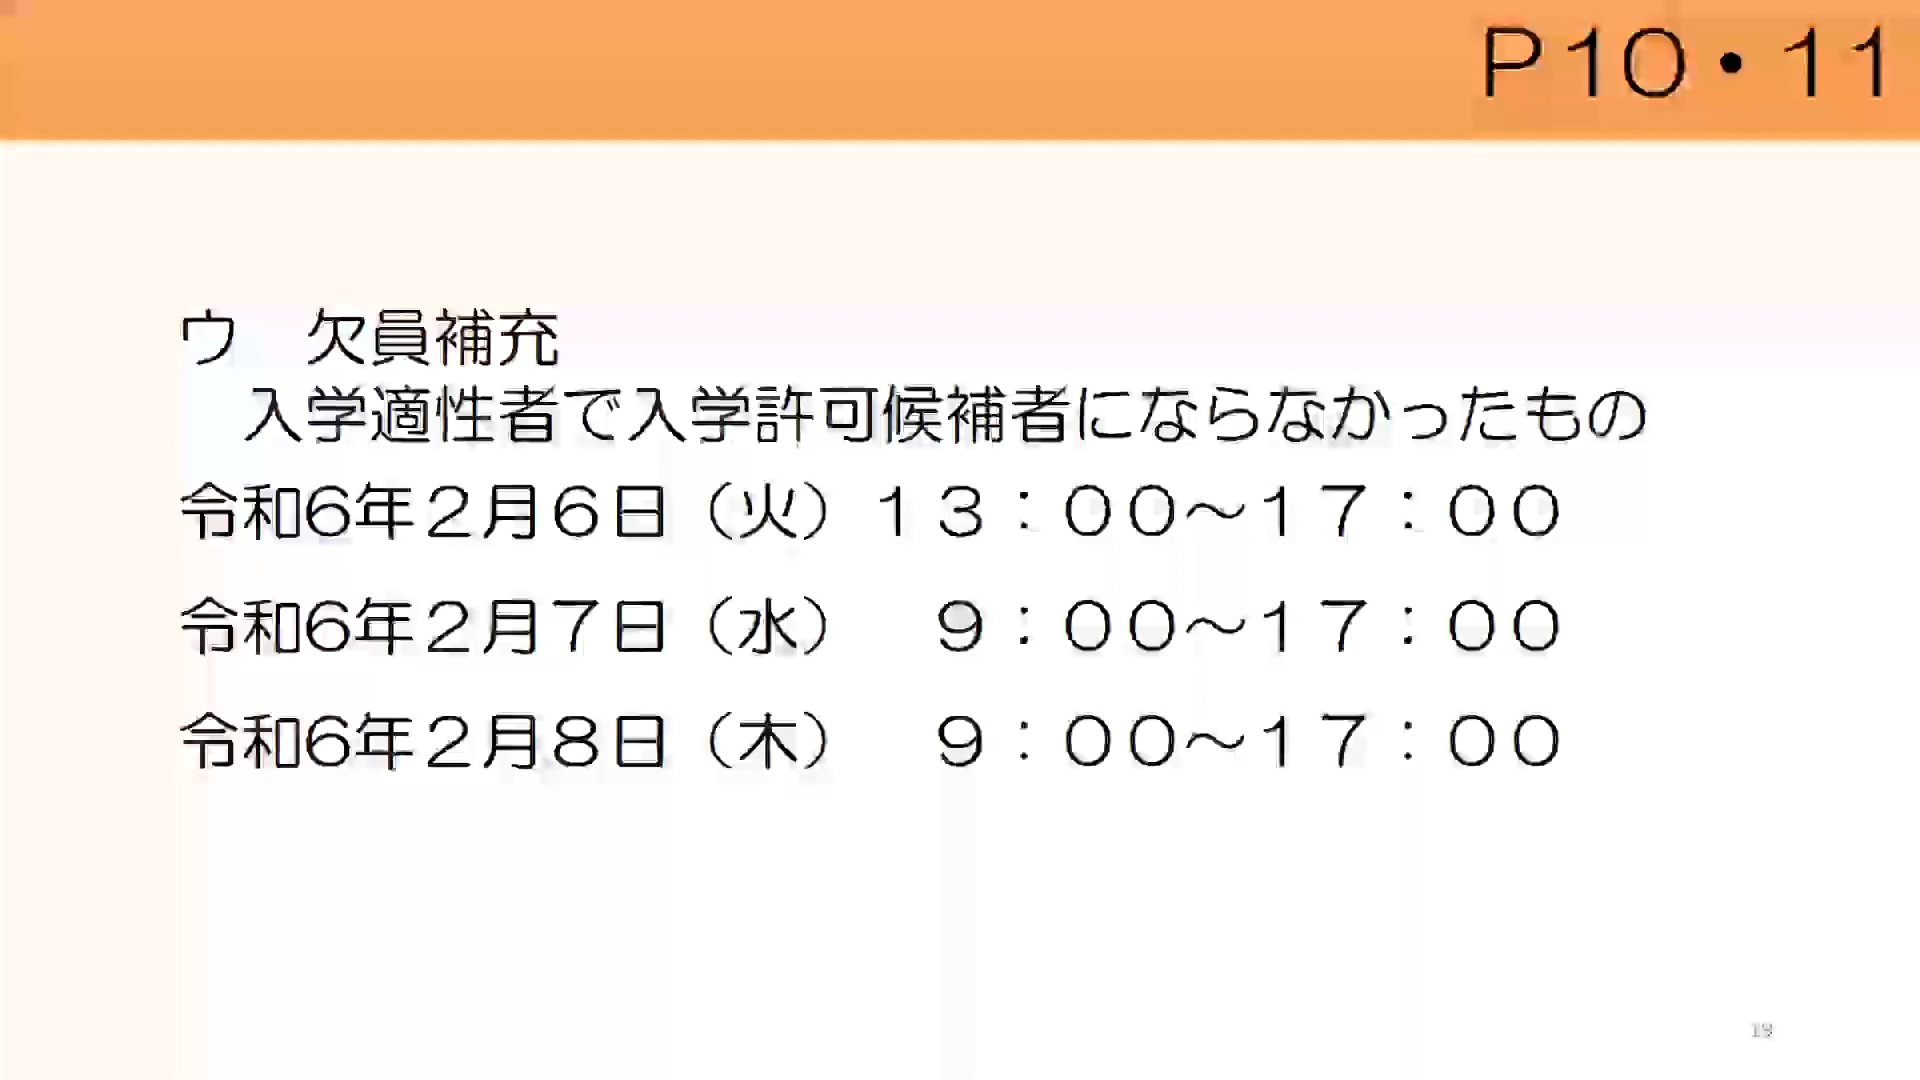 Ｐ１０・１１
ウ　欠員補充
入学適性者で入学許可候補者にならなかったもの
令和６年２月６日（火）１３：００～１７：００
令和６年２月７日（水）　９：００～１７：００
令和６年２月８日（木）　９：００～１７：００